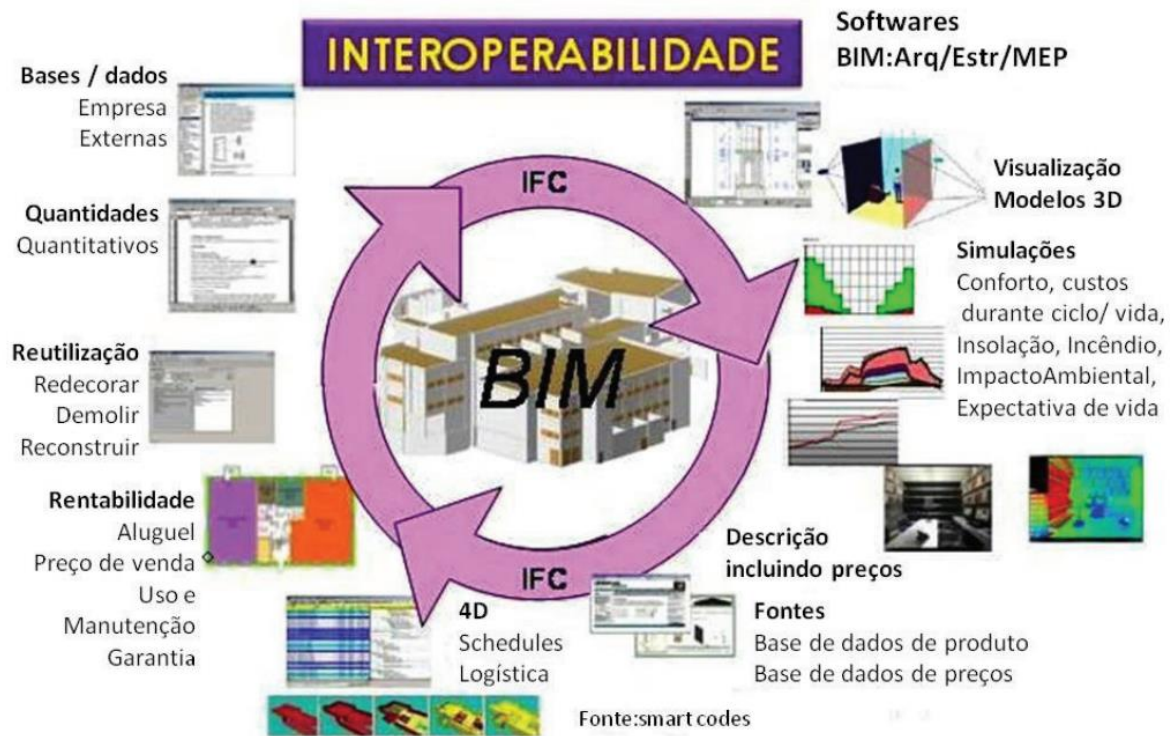 INTEROPERABILIDADE
Softwares
BIM:Arq/Estr/MEP
Bases / dados
Empresa
Externas
Quantidades
Quantitativos
Reutilização
Redecorar
Demolir
Reconstruir
Rentabilidade
Aluguel
Preço de venda
Uso e
Manutenção
Garantia
IFC
BIM
IFC
Visualização
Modelos 3D
Simulações
Conforto, custos
durante ciclo/ vida,
Insolação, Incêndio,
ImpactoAmbiental,
Expectativa de vida
Descrição
incluindo preços
4D
Schedules
Logística
Fontes
Base de dados de produto
Base de dados de preços
Fonte:smart codes